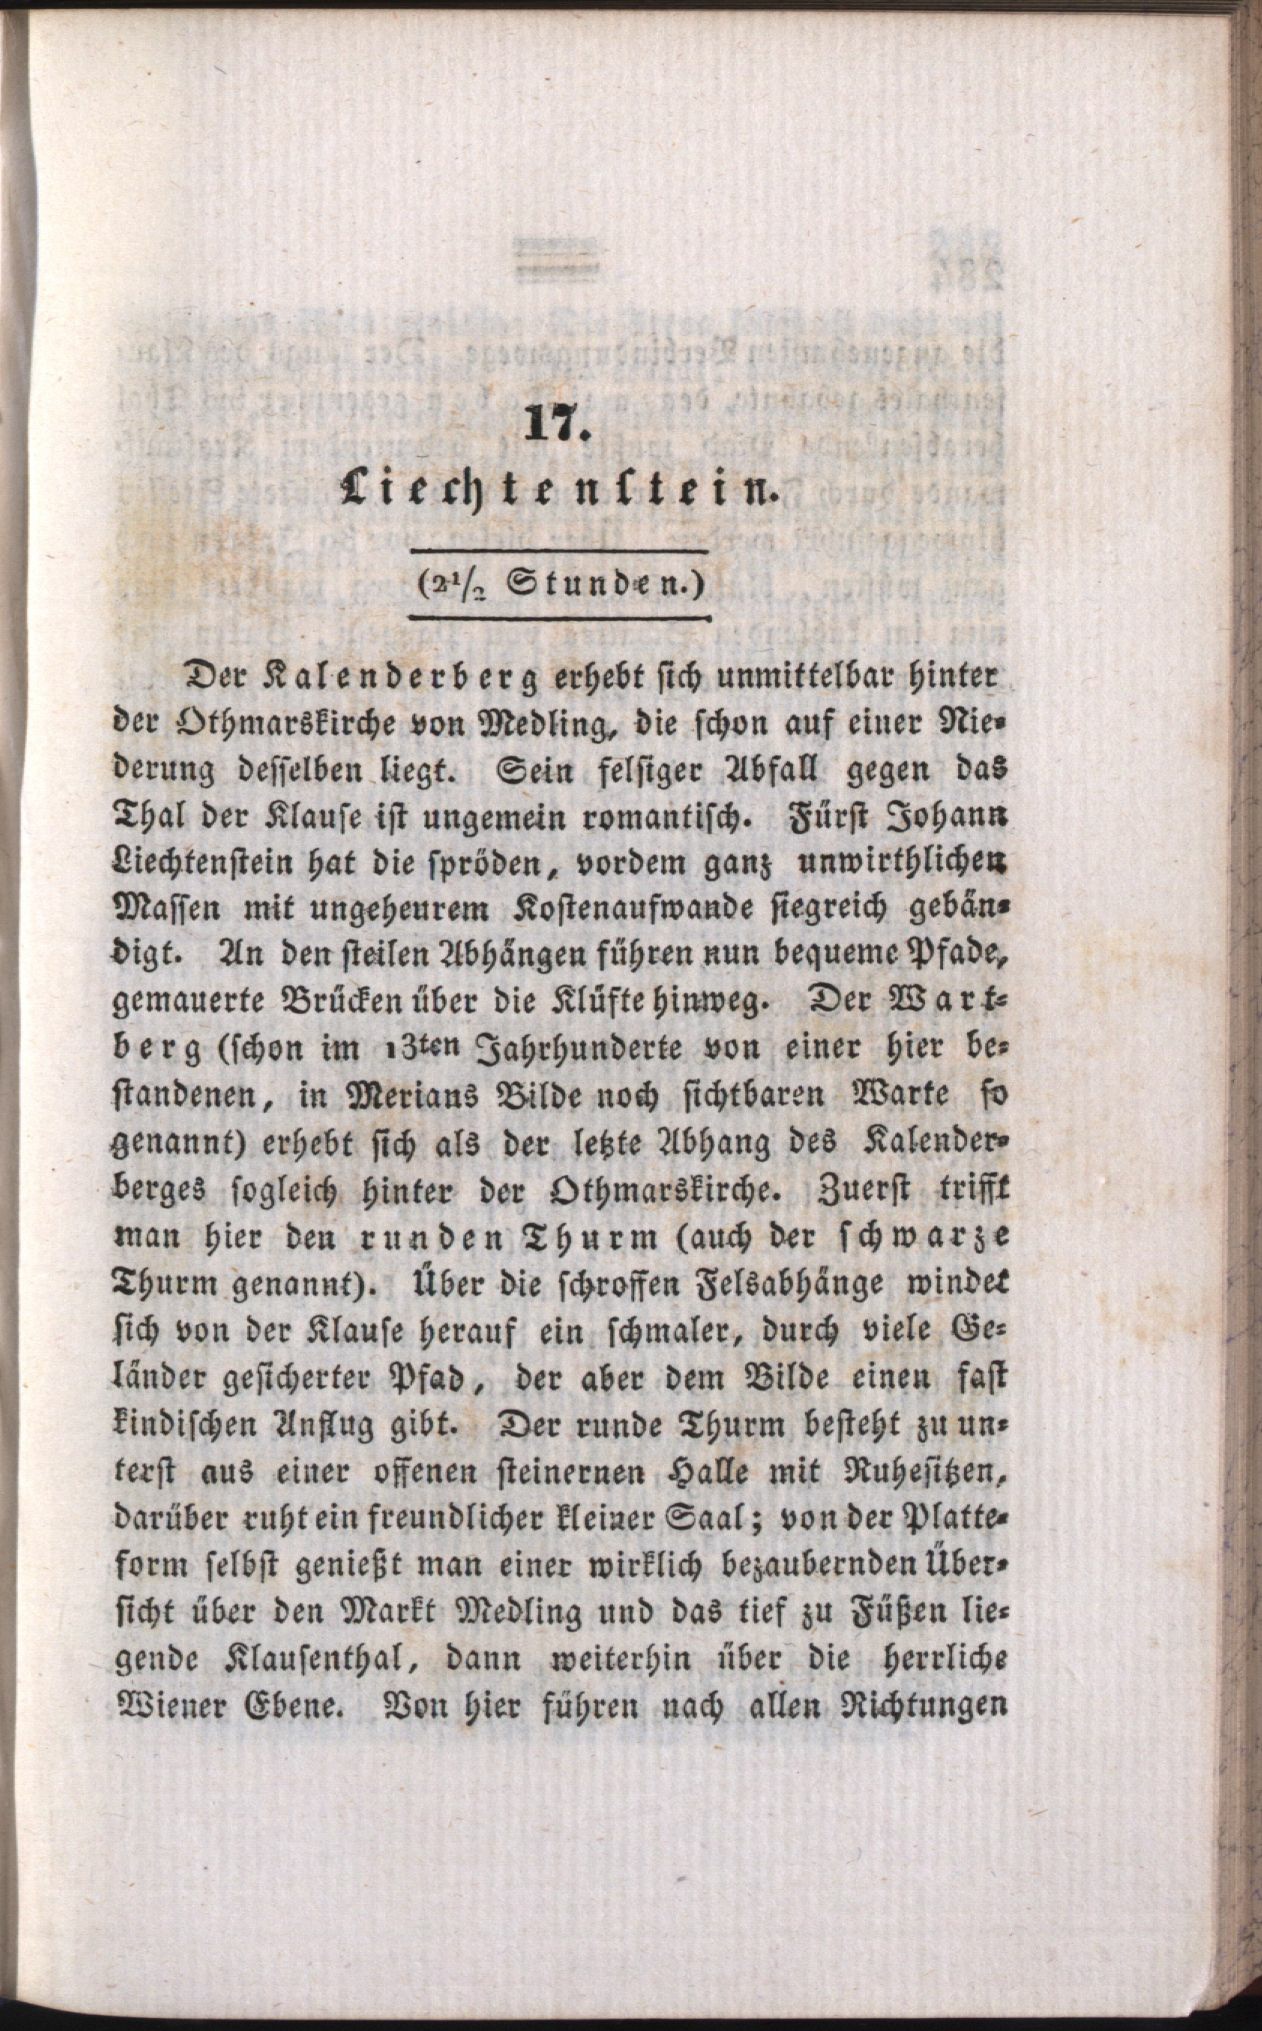 17.
Liechtenstein.
(2 1/2 Stunden.)
Der Kalenderberg erhebt sich unmittelbar hinter
der Othmarskirche von Medling, die schon auf einer Nie-
derung desselben liegt. Sein felsiger Abfall gegen das
Thal der Klause ist ungemein romantisch. Fürst Johann
Liechtenstein hat die spröden, vordem ganz unwirthlichen
Massen mit ungeheurem Kostenaufwande siegreich gebän-
digt. An den steilen Abhängen führen nun bequeme Pfade,
gemauerte Brücken über die Klüfte hinweg. Der Wart-
berg (schon im 13ten Jahrhunderte von einer hier be-
standenen, in Merians Bilde noch sichtbaren Warte so
genannt) erhebt sich als der letzte Abhang des Kalender-
berges sogleich hinter der Othmarskirche. Zuerst trifft
man hier den runden Thurm (auch der schwarze
Thurm genannt). Über die schroffen Felsabhänge windet
sich von der Klause herauf ein schmaler, durch viele Ge-
länder gesicherter Pfad, der aber dem Bilde einen fast
kindischen Anflug gibt. Der runde Thurm besteht zu un-
terst aus einer offenen steinernen Halle mit Ruhesitzen,
darüber ruht ein freundlicher kleiner Saal; von der Platte-
form selbst genießt man einer wirklich bezaubernden Über-
sicht über den Markt Medling und das tief zu Füßen lie-
gende Klausenthal, dann weiterhin über die herrliche
Wiener Ebene. Von hier führen nach allen Richtungen